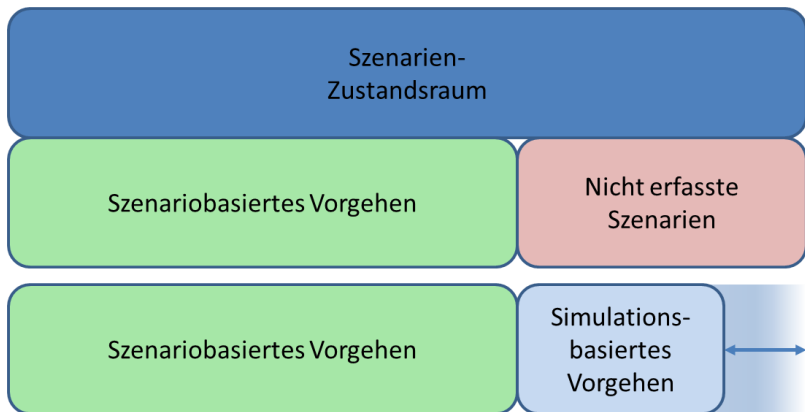 Szenarien-
Zustandsraum
Szenariobasiertes Vorgehen
Nicht erfasste
Szenarien
Szenariobasiertes Vorgehen
Simulations-
basiertes
Vorgehen